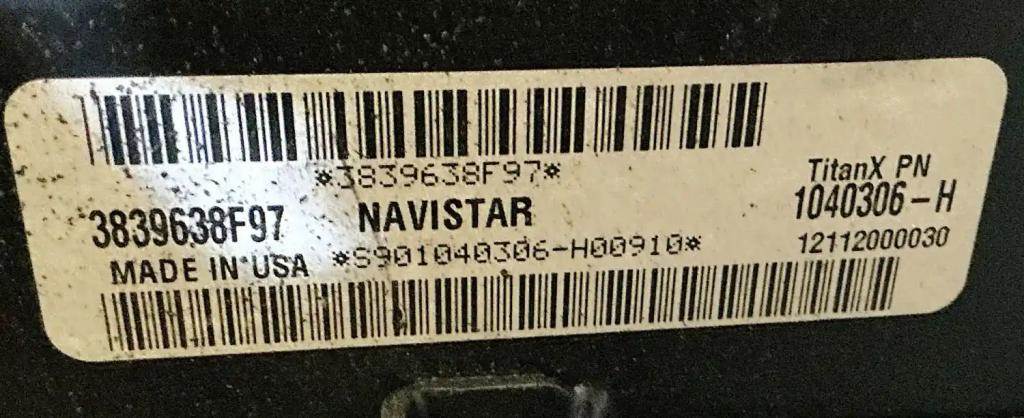 *3839638F97*
TitanX PN
3839638F97 NAVISTAR 1040306-H
MADE IN USA *S901040306-H00910* 12112000030